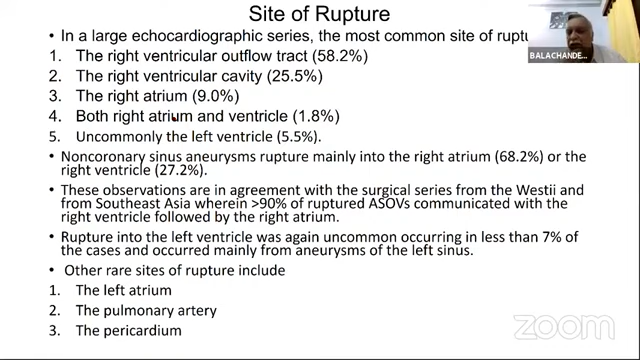 Site of Rupture
• In a large echocardiographic series, the most common site of ruptu
1. The right ventricular outflow tract (58.2%)
2. The right ventricular cavity (25.5%)
3. The right atrium (9.0%)
4. Both right atrium and ventricle (1.8%)
5. Uncommonly the left ventricle (5.5%).
• Noncoronary sinus aneurysms rupture mainly into the right atrium (68.2%) or the
right ventricle (27.2%).
• These observations are in agreement with the surgical series from the Westii and
from Southeast Asia wherein >90% of ruptured ASOVs communicated with the
right ventricle followed by the right atrium.
• Rupture into the left ventricle was again uncommon occurring in less than 7% of
the cases and occurred mainly from aneurysms of the left sinus.
• Other rare sites of rupture include
1. The left atrium
2. The pulmonary artery
3. The pericardium
BALACHANDE...
zoom